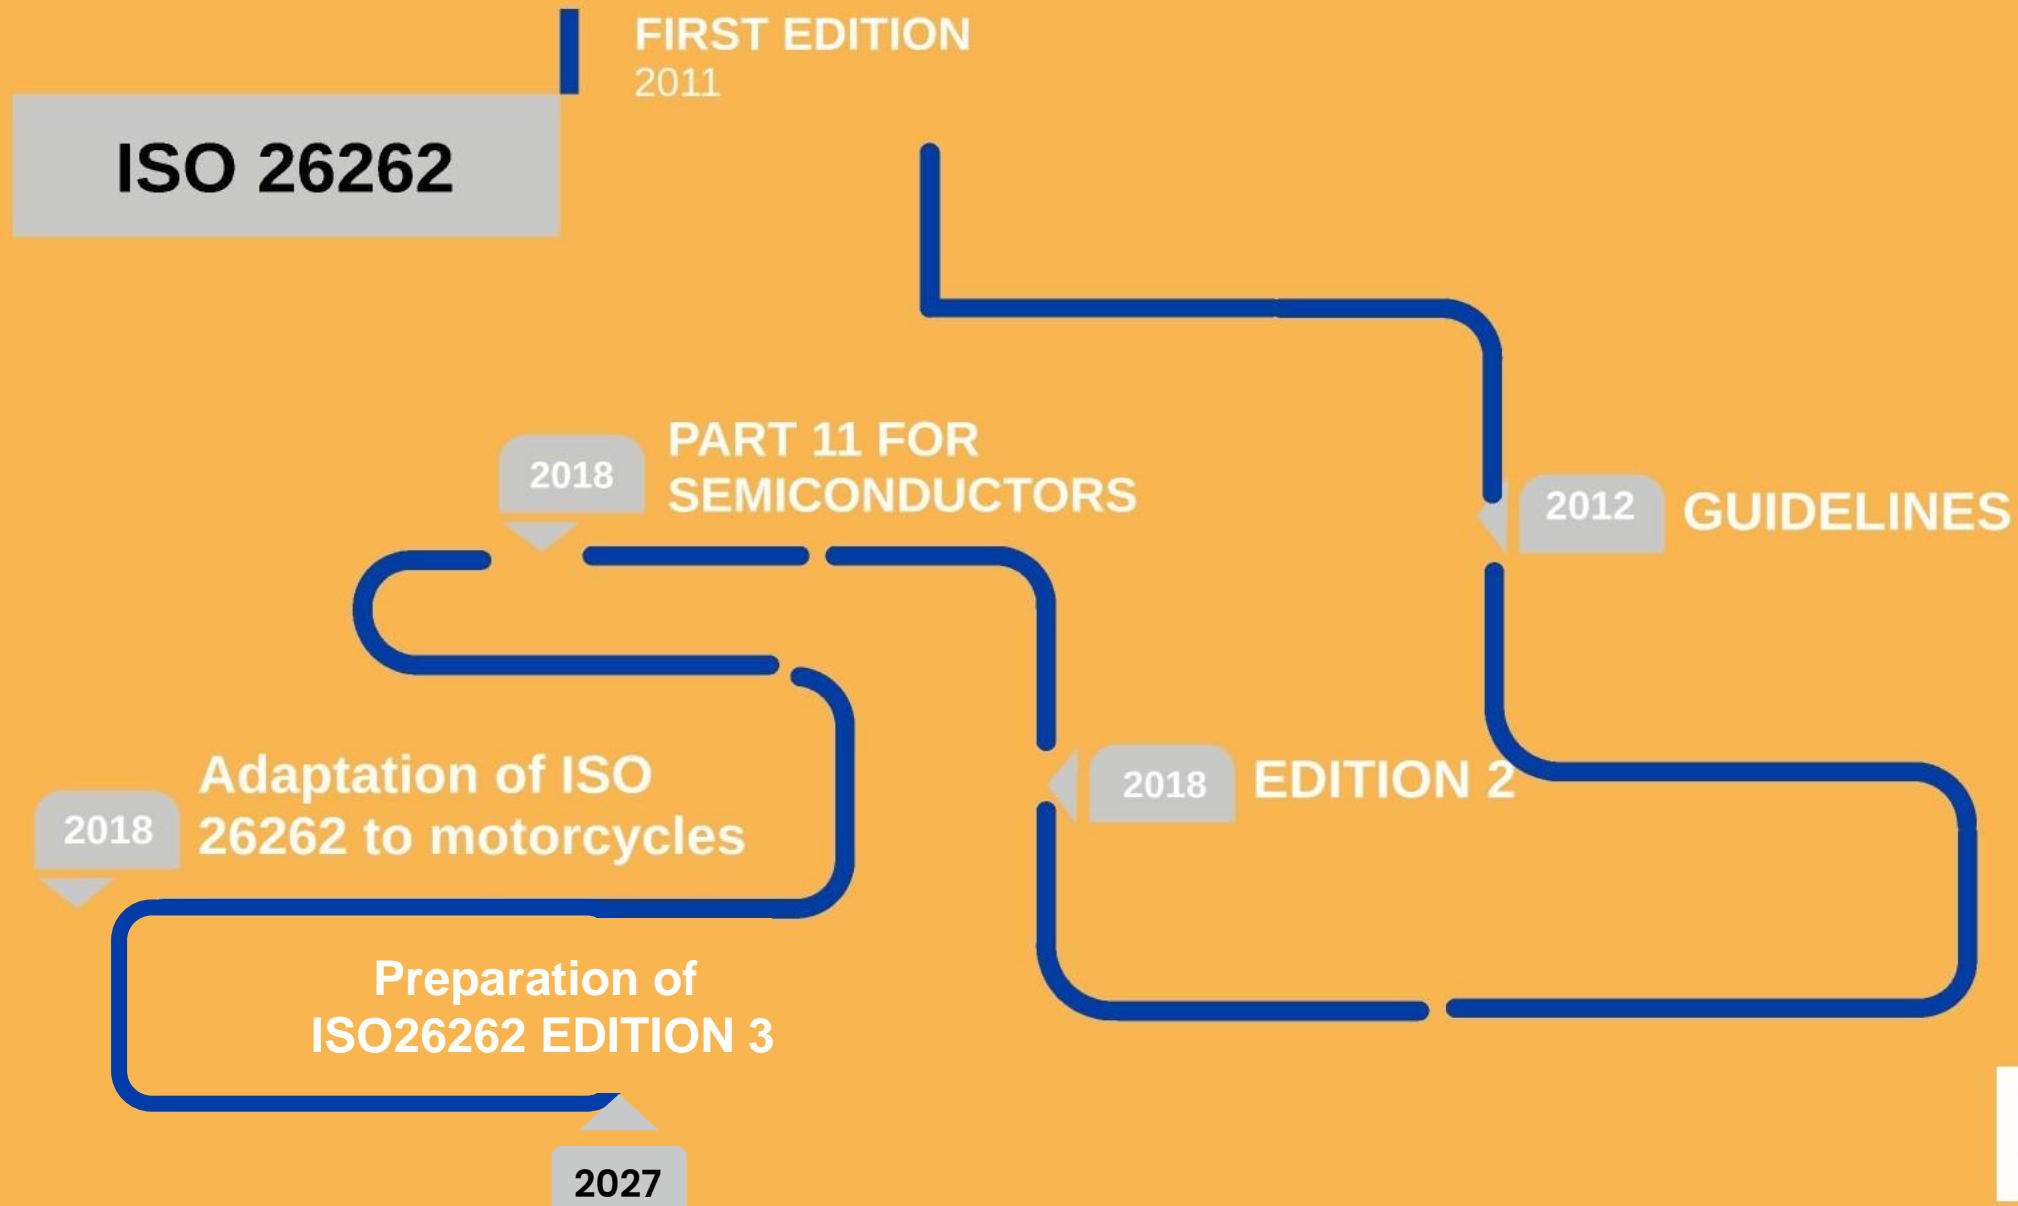 FIRST EDITION
2011
ISO 26262
2012
GUIDELINES
2018
EDITION 2
2018
PART 11 FOR
SEMICONDUCTORS
2018
Adaptation of ISO
26262 to motorcycles
Preparation of
ISO26262 EDITION 3
2027